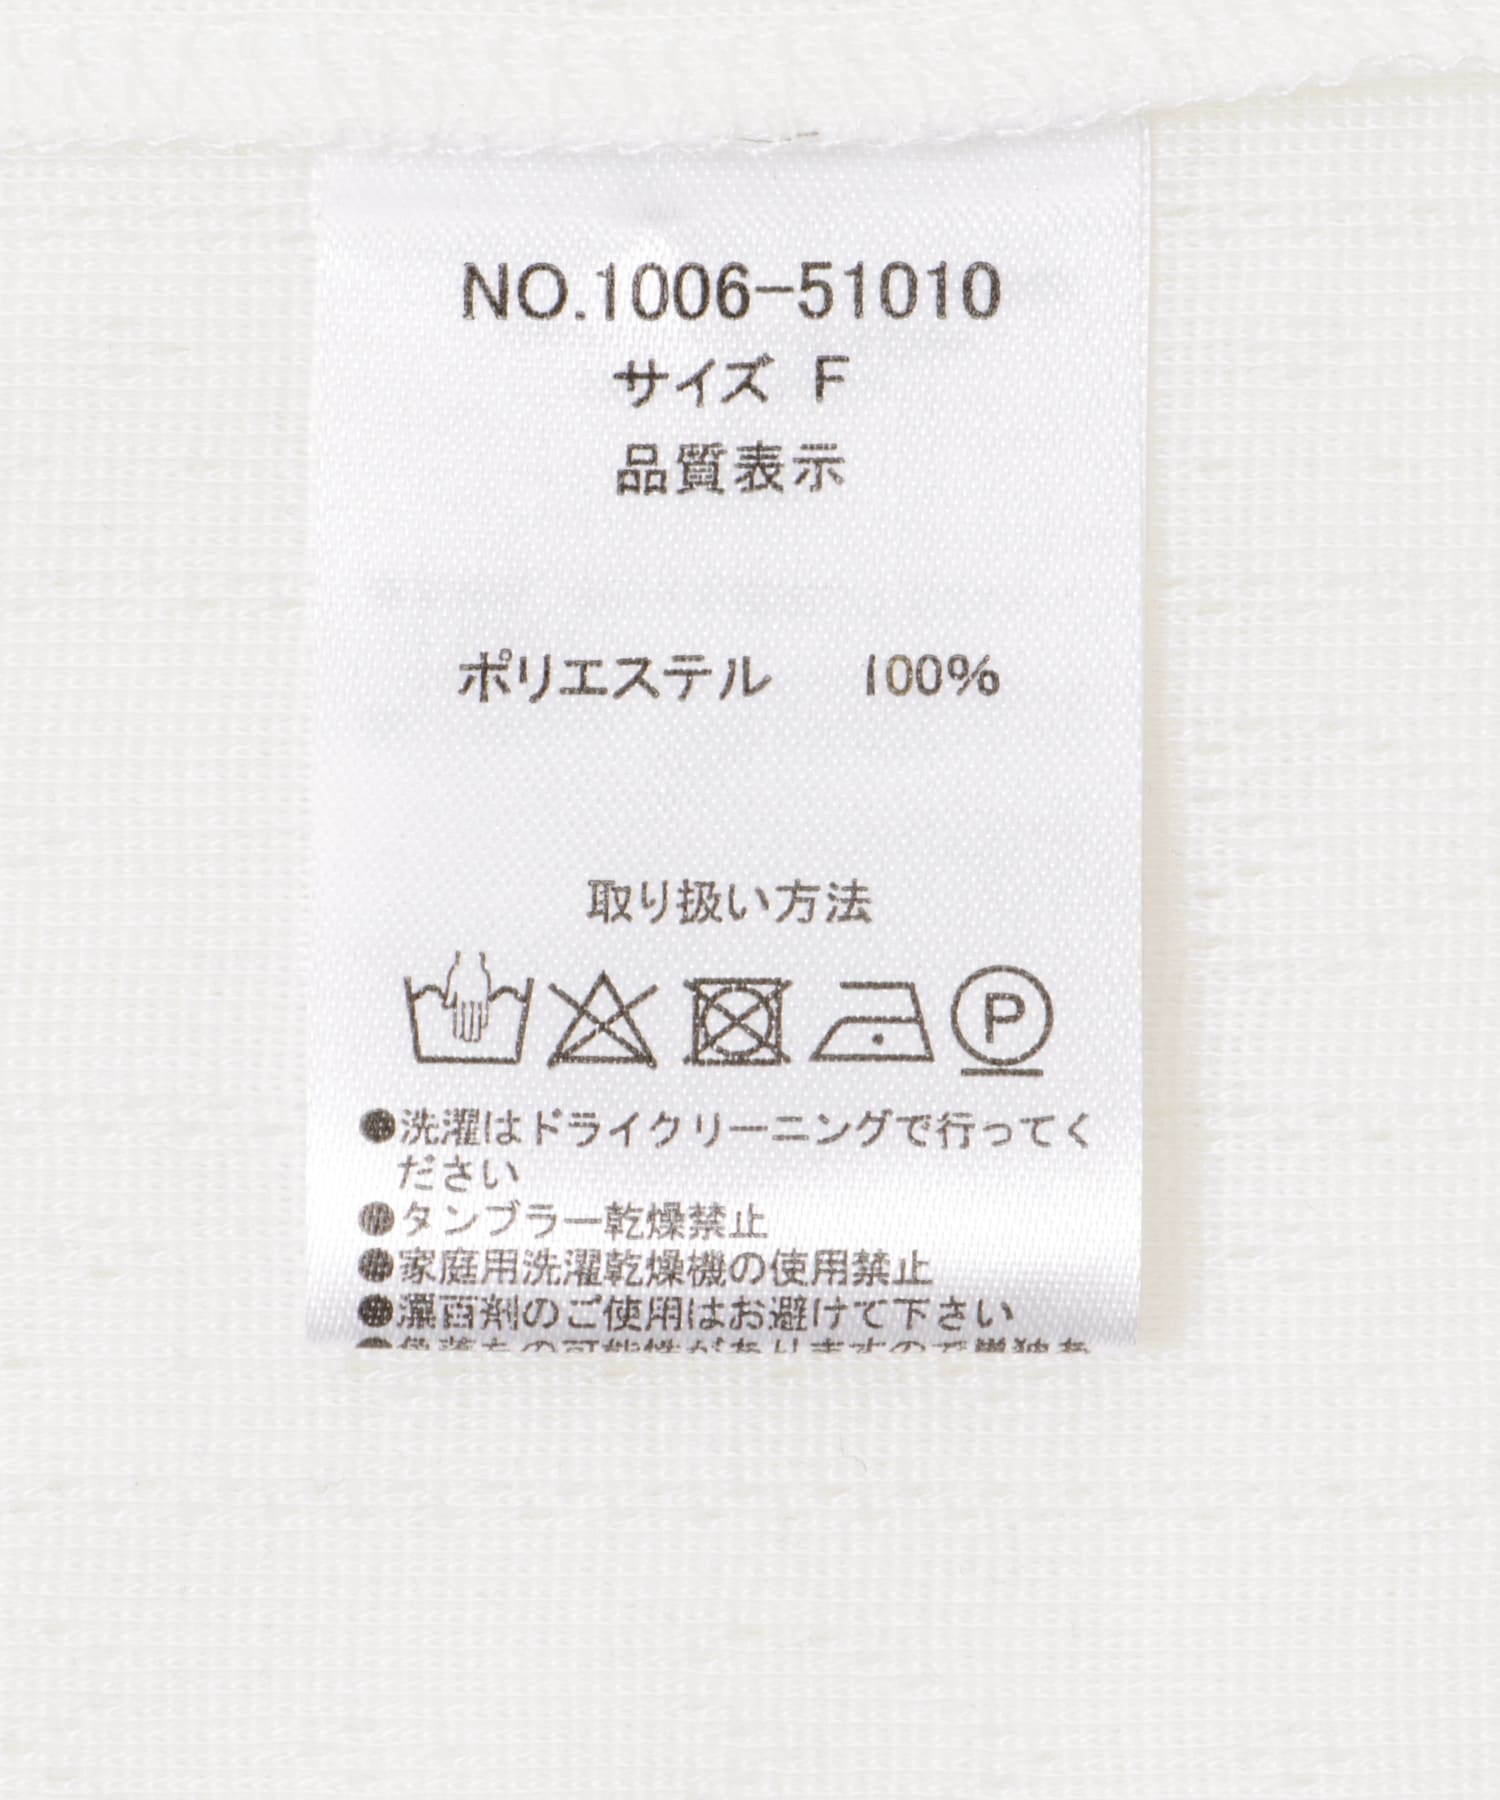 NO.1006-51010
サイズ F
品質表示
ポリエステル 100%
取り扱い方法
P
●洗濯はドライクリーニングで行ってく
ださい
●タンブラー乾燥禁止
●家庭用洗濯乾燥機の使用禁止
●漂白剤のご使用はお避けて下さい